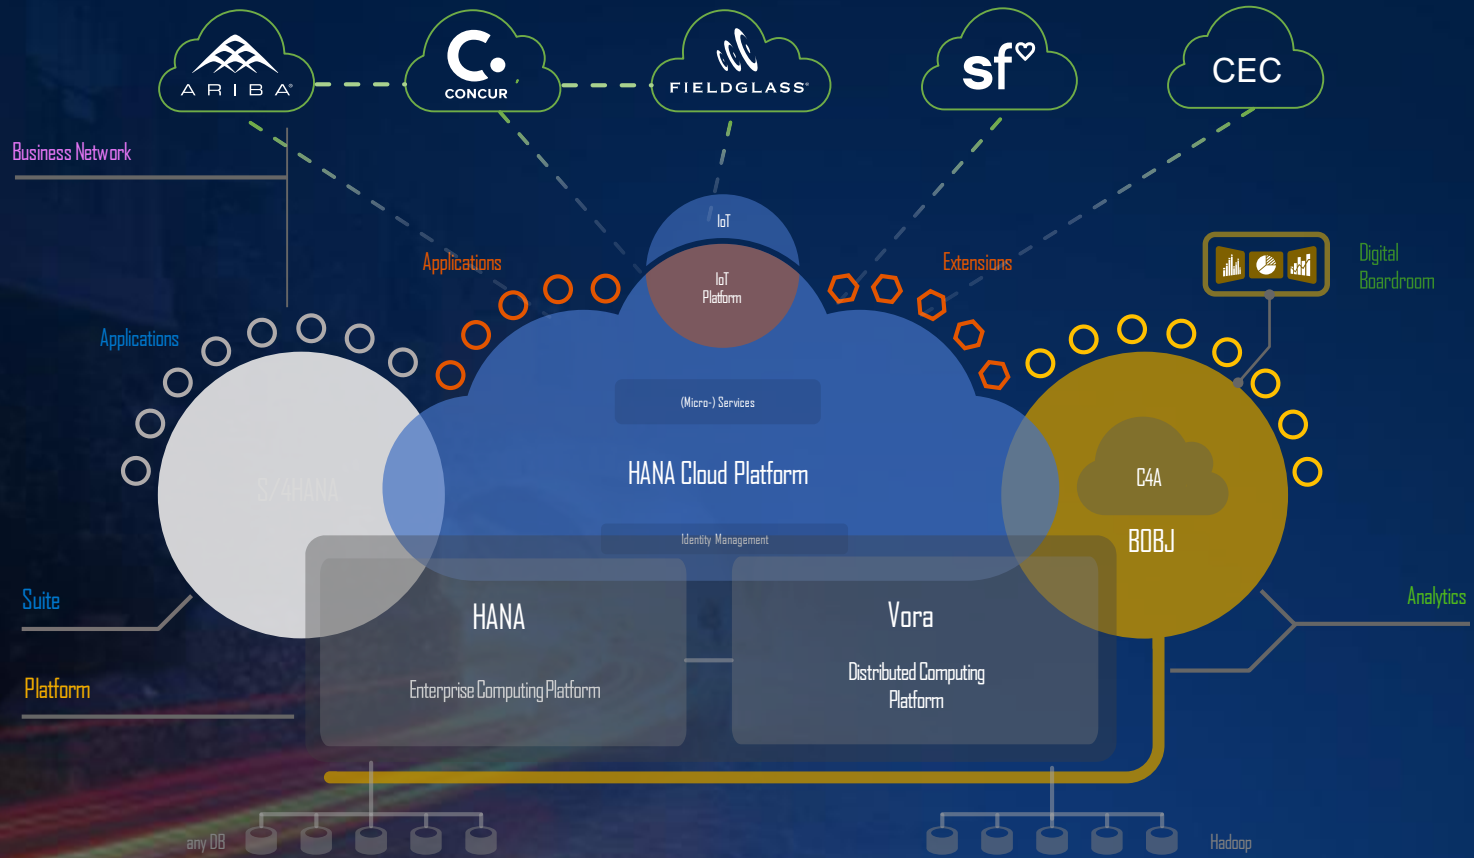 ARIBA
CONCUR
FIELDGLASS
sf
CEC
Business Network
IoT
Applications
Extensions
Digital
Boardroom
IoT
Platform
Applications
(Micro-) Services
HANA Cloud Platform
C4A
S/4HANA
Identity Management
BOBJ
Suite
Analytics
HANA
Vora
Enterprise Computing Platform
Distributed Computing
Platform
Platform
any DB
Hadoop